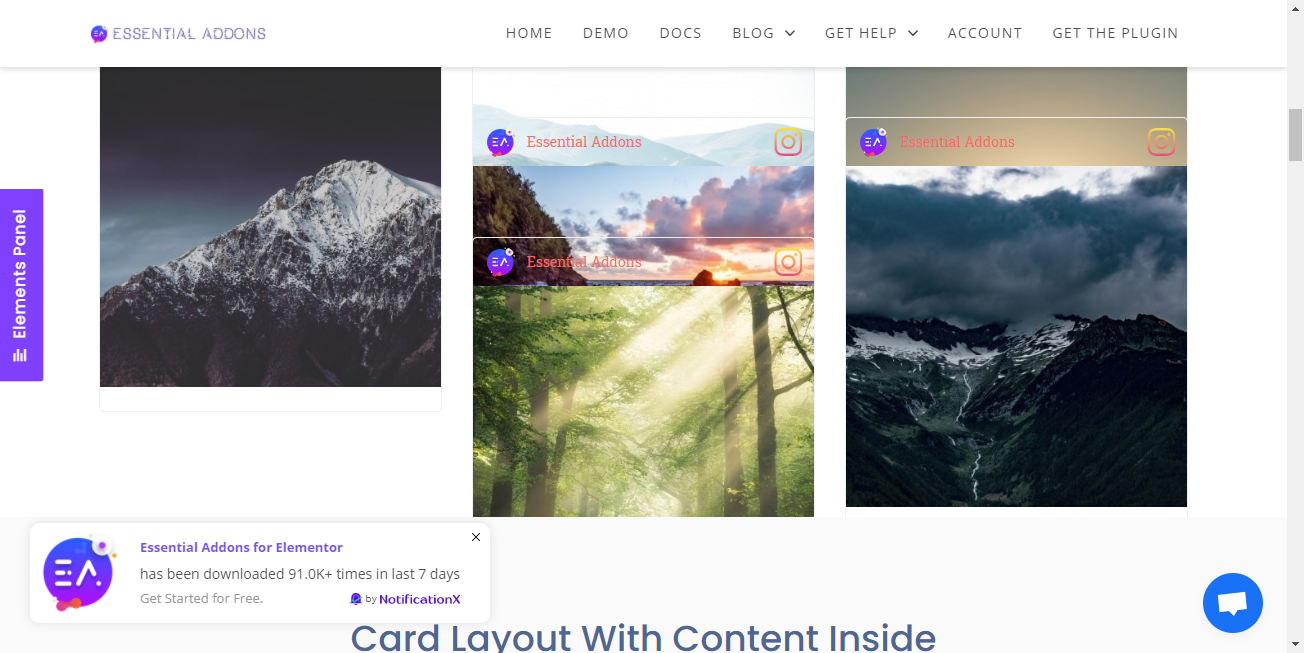 ESSENTIAL ADDONS
HOME DEMO DOCS BLOG GET HELP ACCOUNT GET THE PLUGIN
Essential Addons
Essential Addons
Essential Addons
Elements Panel
Essential Addons for Elementor
has been downloaded 91.0K+ times in last 7 days
Get Started for Free.
by NotificationX
Card Layout With Content Inside